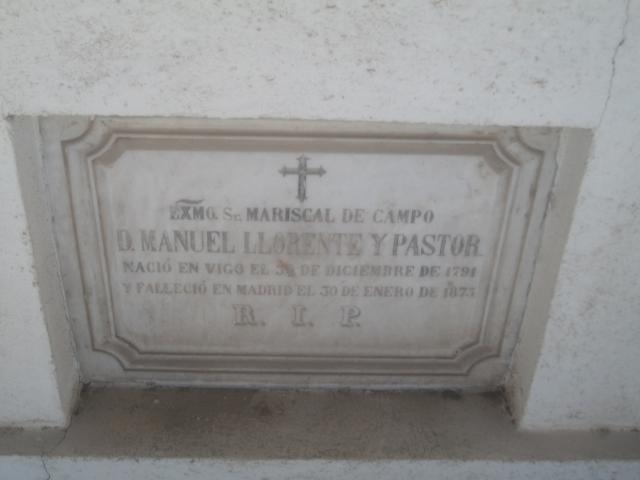 EXMO. Sr. MARISCAL DE CAMPO
D. MANUEL LLORENTE Y PASTOR
NACIÓ EN VIGO EL DE DICIEMBRE DE 1791
Y FALLECIÓ EN MADRID EL 30 DE ENERO DE 1873
R. I. P.